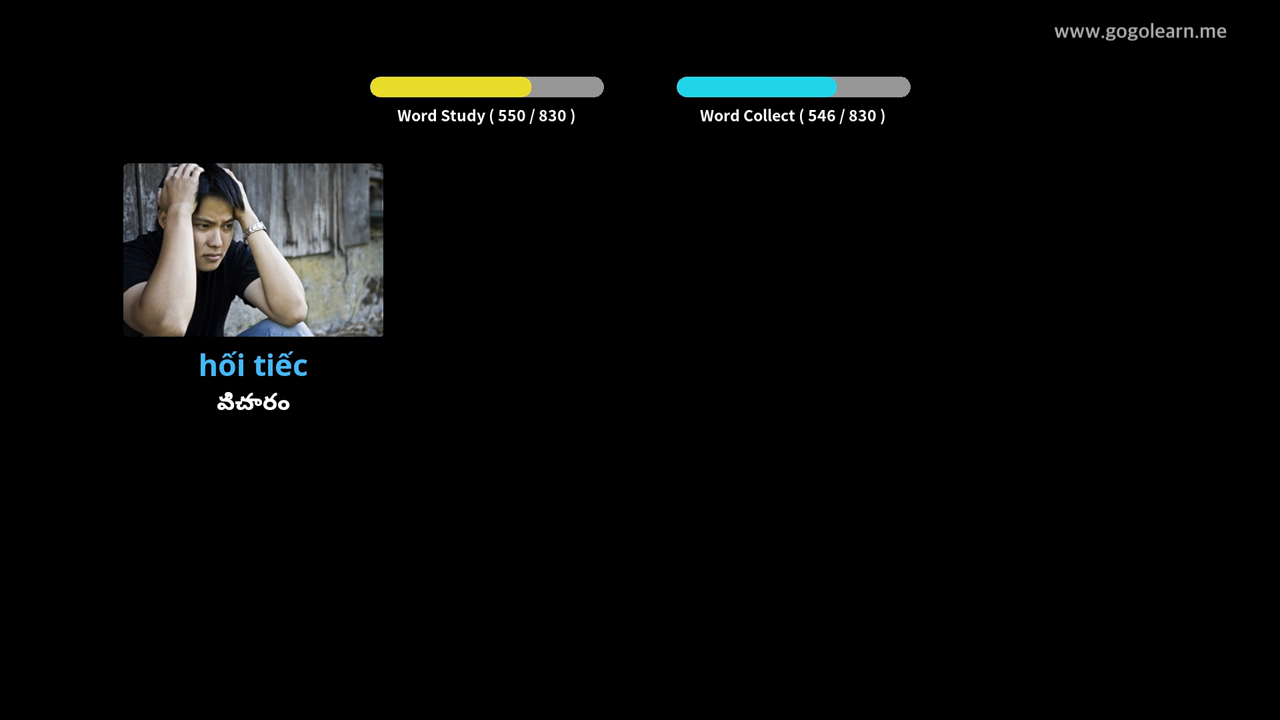 www.gogolearn.me
Word Study ( 550 / 830 )
Word Collect ( 546 / 830 )
hối tiếc
విచారం